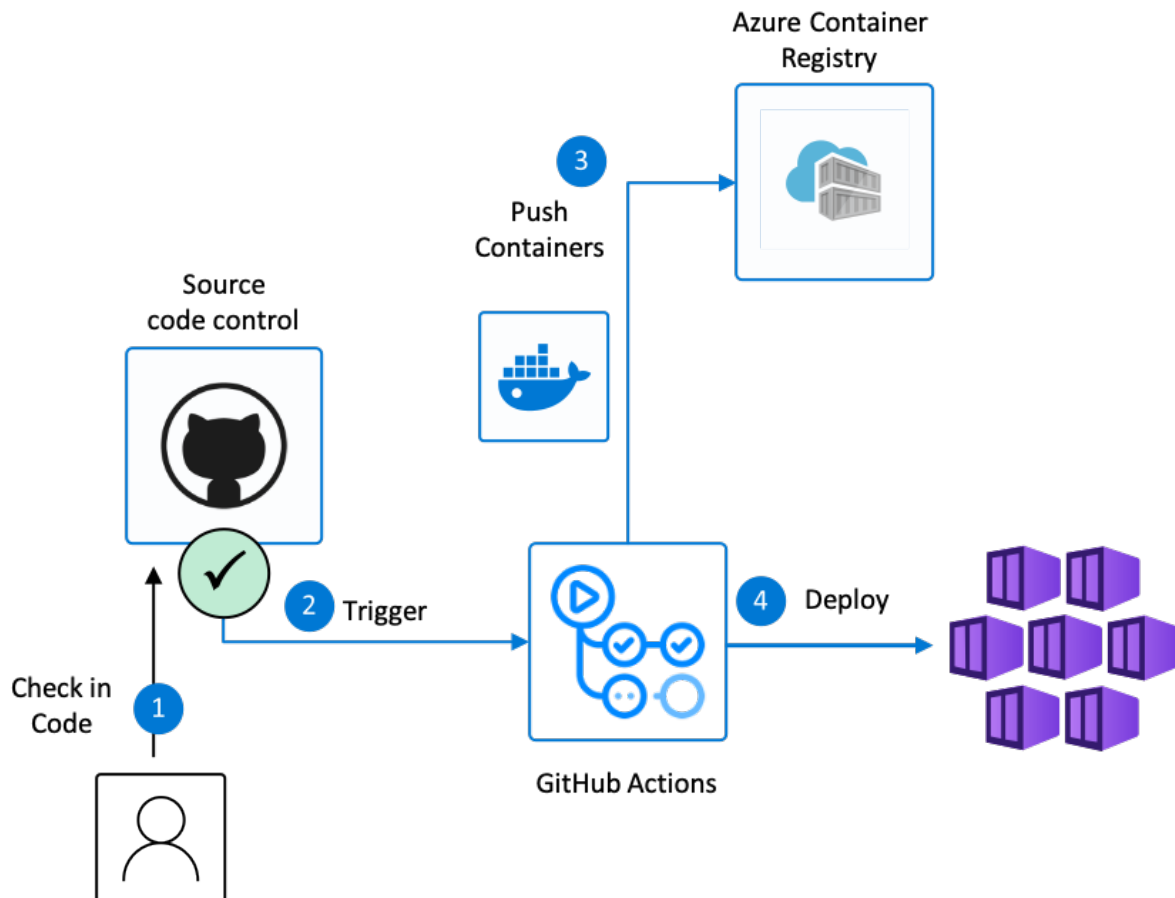 Azure Container
Registry
3
Push
Containers
Source
code control
2
Trigger
4
Deploy
Check in
Code
1
GitHub Actions